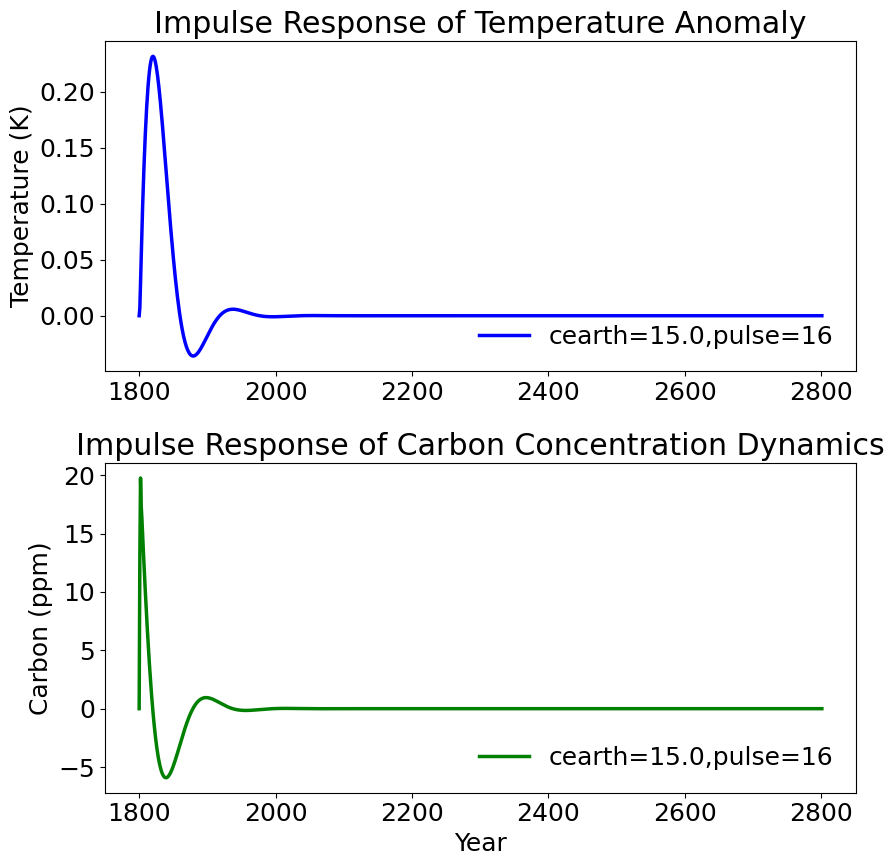 Impulse Response of Temperature Anomaly
Temperature (K)
0.20
0.15
0.10
0.05
0.00
cearth=15.0,pulse=16
1800 2000 2200 2400 2600 2800
Impulse Response of Carbon Concentration Dynamics
Carbon (ppm)
20
15
10
5
0
−5
cearth=15.0,pulse=16
1800 2000 2200 2400 2600 2800
Year